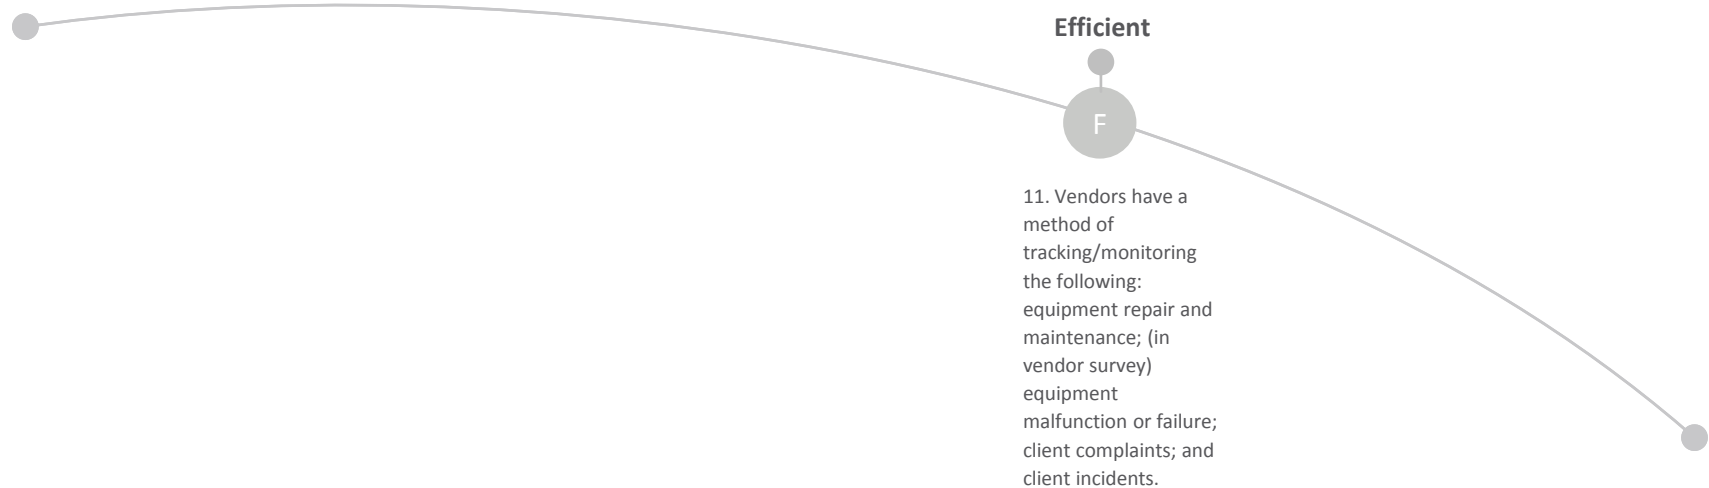 Efficient
F
11. Vendors have a
method of
tracking/monitoring
the following:
equipment repair and
maintenance; (in
vendor survey)
equipment
malfunction or failure;
client complaints; and
client incidents.